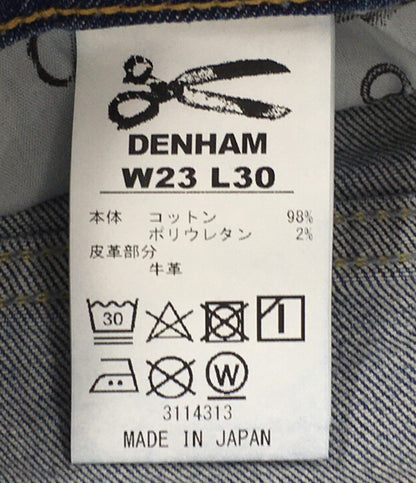 DENHAM
W23 L30
本体 コットン 98%
ポリウレタン 2%
皮革部分
牛革
30
W
3114313
MADE IN JAPAN